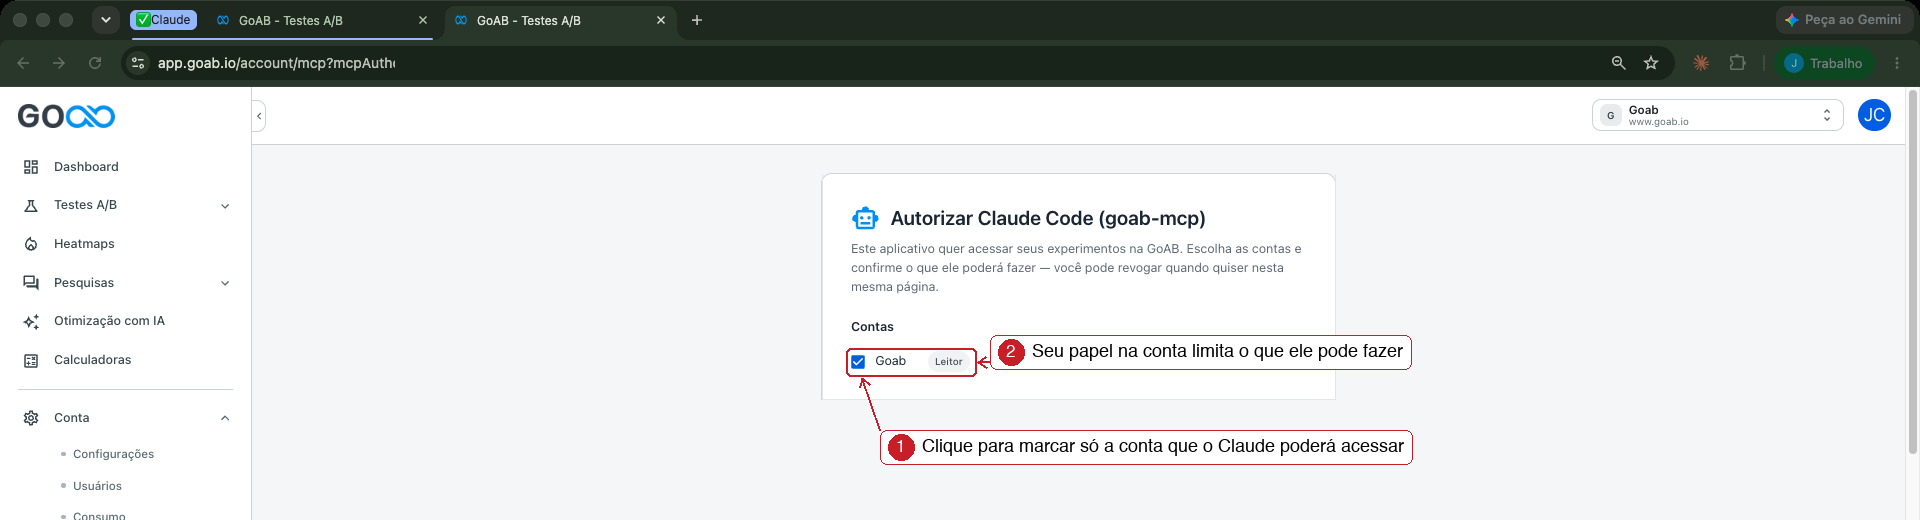 Claude
GoAB - Testes A/B
GoAB - Testes A/B
Peça ao Gemini
app.goab.io/account/mcp?mcpAuth
J
Trabalho
GO
G
Goab
www.goab.io
JC
Dashboard
Testes A/B
Heatmaps
Pesquisas
Otimização com IA
Calculadoras
Conta
Configurações
Usuários
Consumo
Autorizar Claude Code (goab-mcp)
Este aplicativo quer acessar seus experimentos na GoAB. Escolha as contas e
confirme o que ele poderá fazer — você pode revogar quando quiser nesta
mesma página.
Contas
Goab
Leitor
2 Seu papel na conta limita o que ele pode fazer
1 Clique para marcar só a conta que o Claude poderá acessar